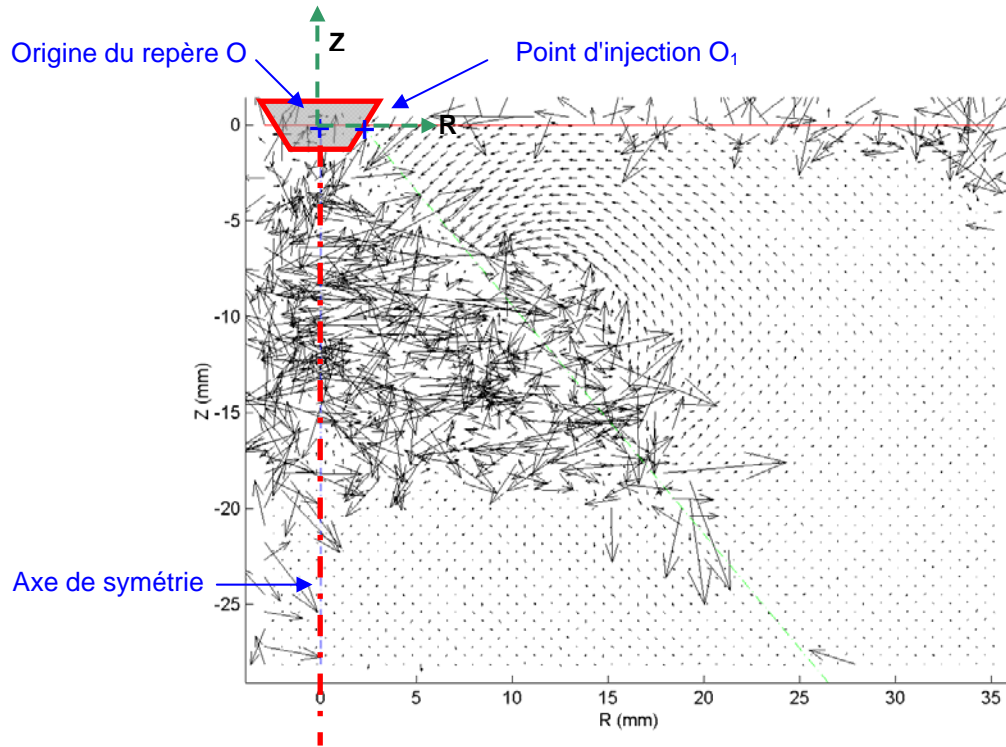 Z
Origine du repère O
Point d'injection O₁
R
0
-5
-10
-15
-20
-25
Z (mm)
Axe de symétrie
0
5
10
15
20
25
30
35
R (mm)